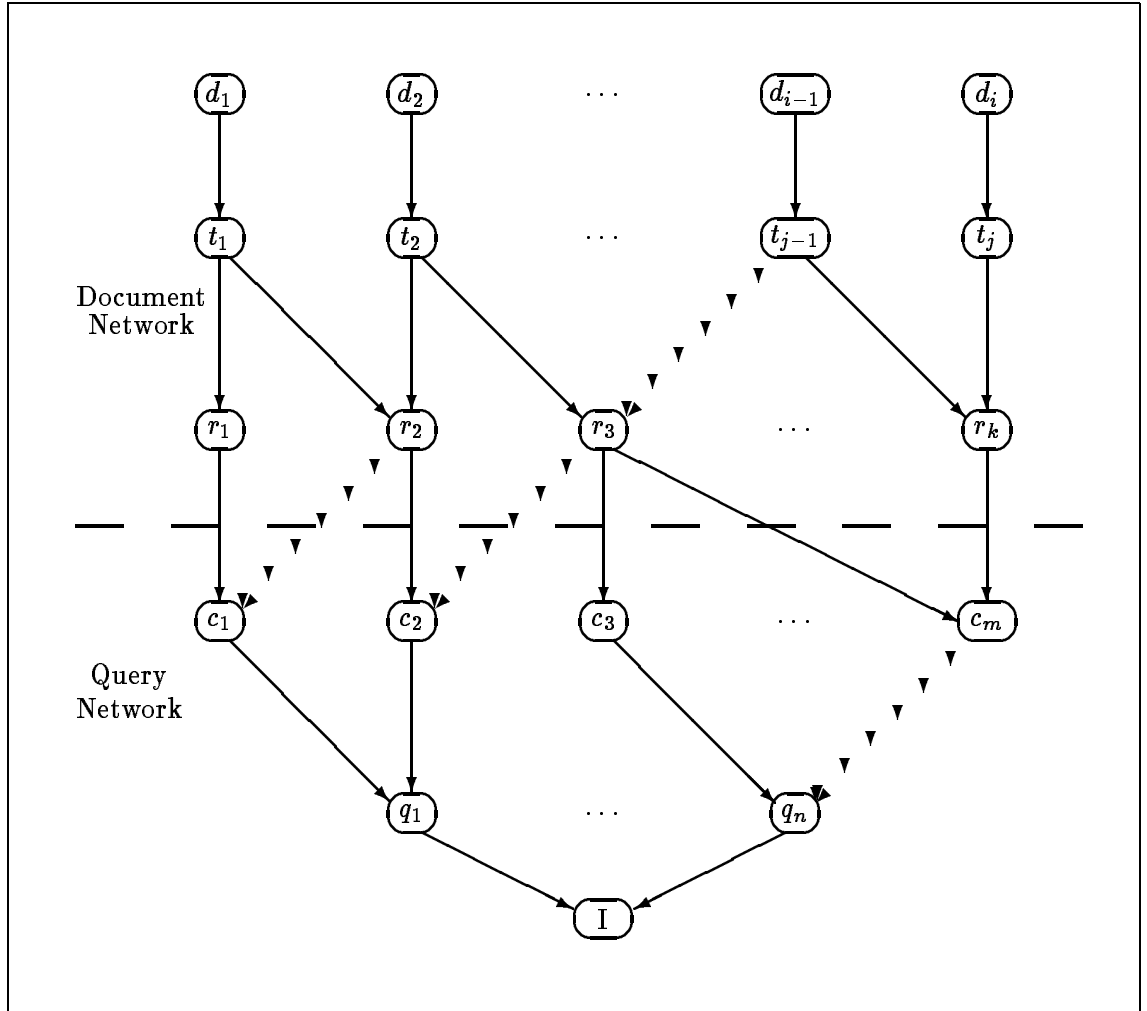 d₁ d₂ . . . dᵢ₋₁ dᵢ
t₁ t₂ . . . tⱼ₋₁ tⱼ
Document
Network
r₁ r₂ r₃ . . . rₖ
c₁ c₂ c₃ . . . cₘ
Query
Network
q₁ . . . qₙ
I